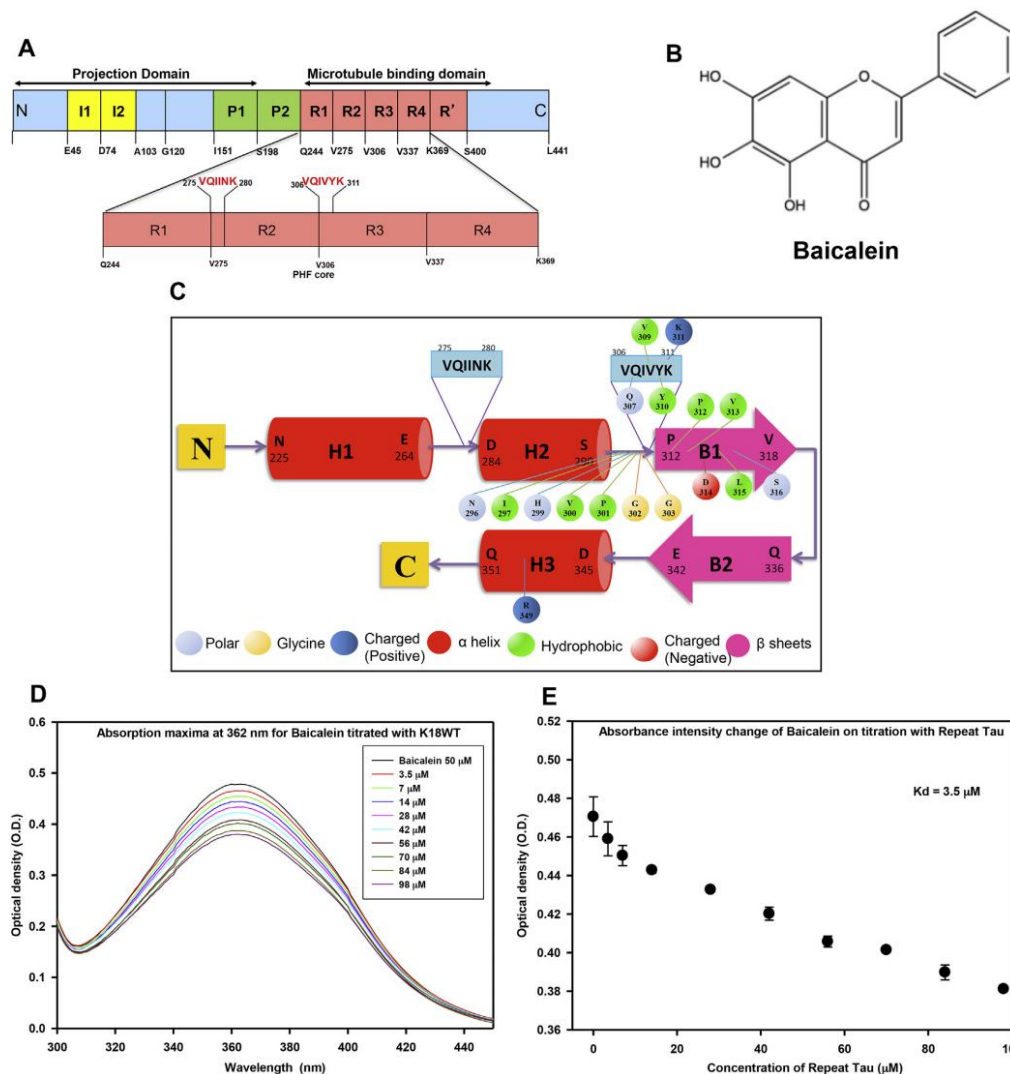 A
Projection Domain Microtubule binding domain
N I1 I2 P1 P2 R1 R2 R3 R4 R' C
E45 D74 A103 G120 I151 S198 Q244 V275 V306 V337 K369 S400 L441
275 VQIINK 280 306 VQIVYK 311
R1 R2 R3 R4
Q244 V275 V306 V337 K369
PHF core
B
HO
O
HO
OH O
Baicalein
C
V 309
K 311
275 280
VQIINK
306 311
VQIVYK
Q 307
Y 310
P 312
V 313
N
N 225 H1 E 264
D 284 H2 S
P 312 B1 V 318
N 296
I 297
H 299
V 300
P 301
G 302
G 303
D 314
L 315
S 316
C
Q 351 H3 D 345
E 342 B2 Q 336
R 349
Polar Glycine Charged (Positive) α helix Hydrophobic Charged (Negative) β sheets
D
Absorption maxima at 362 nm for Baicalein titrated with K18WT
Baicalein 50 μM
3.5 μM
7 μM
14 μM
28 μM
42 μM
56 μM
70 μM
84 μM
98 μM
Optical density (O.D.)
0.6
0.5
0.4
0.3
0.2
0.1
0.0
300 320 340 360 380 400 420 440
Wavelength (nm)
E
Absorbance intensity change of Baicalein on titration with Repeat Tau
Kd = 3.5 μM
Optical density (O.D.)
0.52
0.50
0.48
0.46
0.44
0.42
0.40
0.38
0.36
0 20 40 60 80 10
Concentration of Repeat Tau (μM)